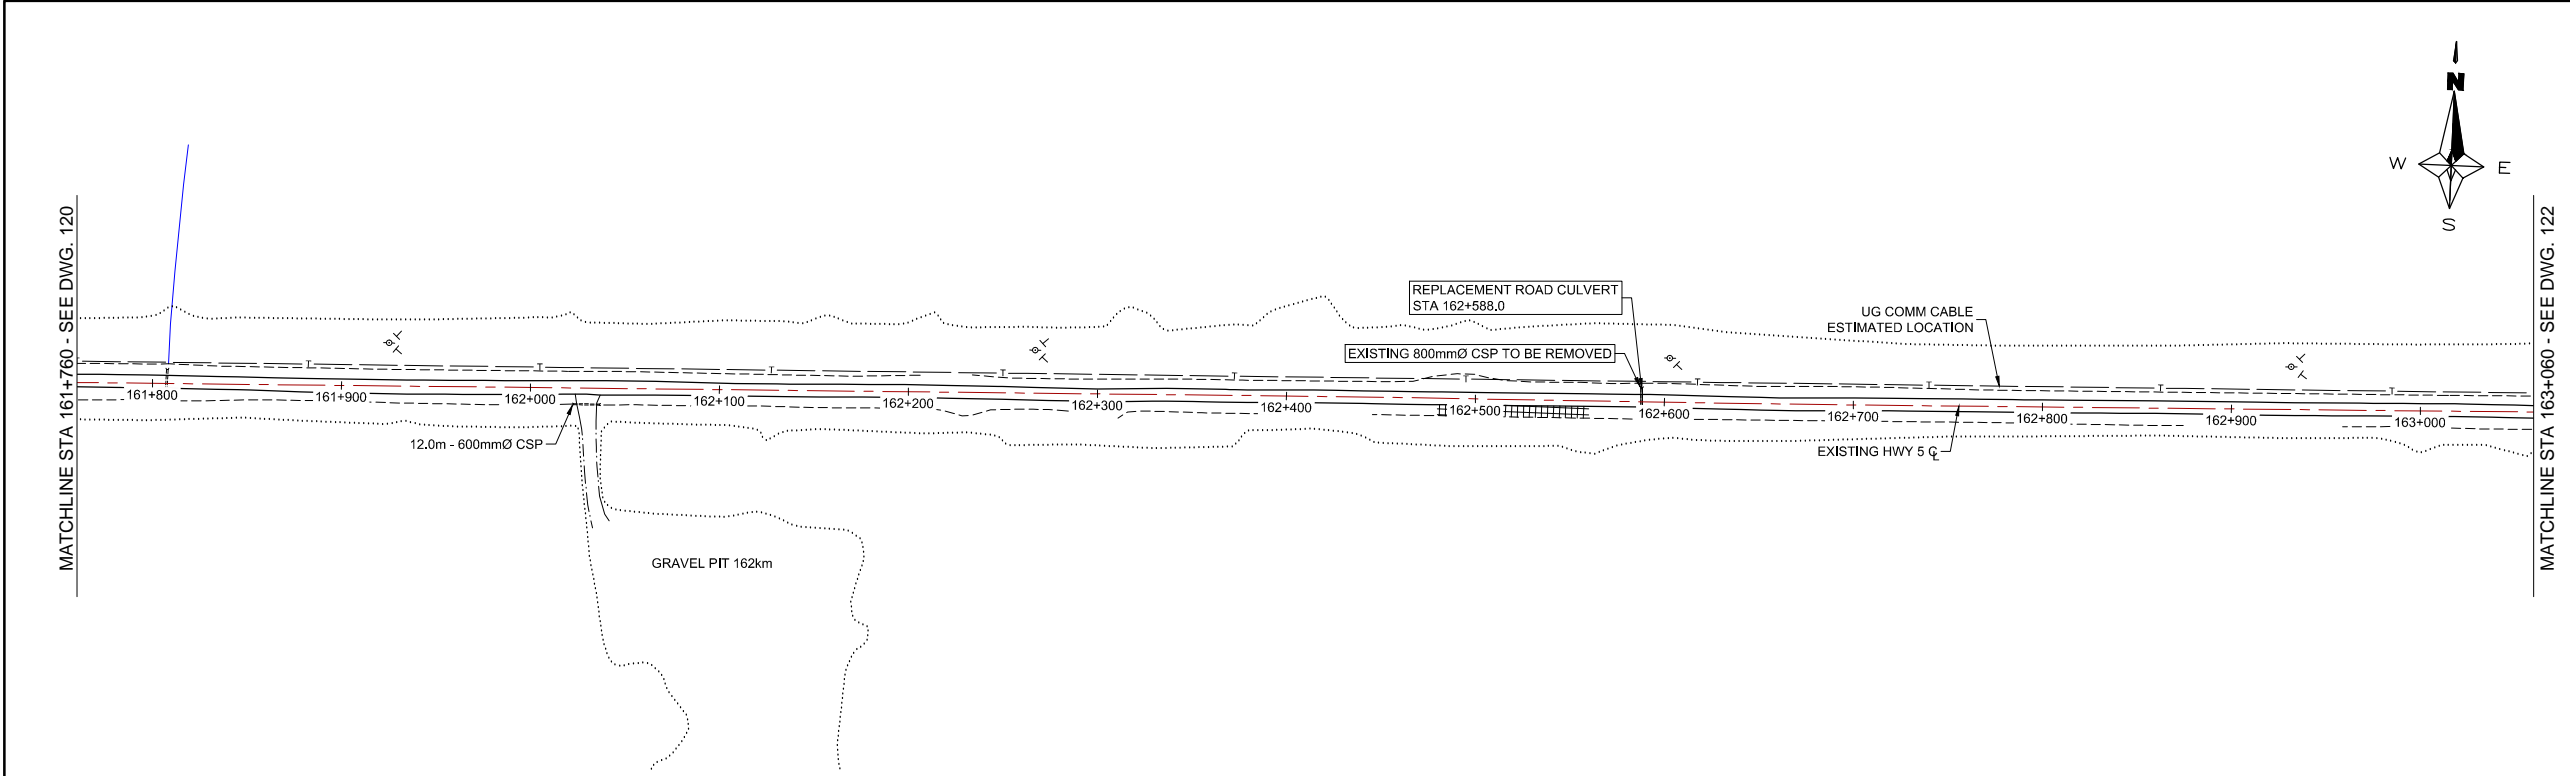 N
W
E
S
MATCHLINE STA 161+760 - SEE DWG. 120
MATCHLINE STA 163+060 - SEE DWG. 122
REPLACEMENT ROAD CULVERT
STA 162+588.0
EXISTING 800mmØ CSP TO BE REMOVED
UG COMM CABLE
ESTIMATED LOCATION
T T T T T T T T T T
161+800
161+900
162+000
162+100
162+200
162+300
162+400
162+500
162+600
162+700
162+800
162+900
163+000
12.0m - 600mmØ CSP
EXISTING HWY 5 ℄
GRAVEL PIT 162km